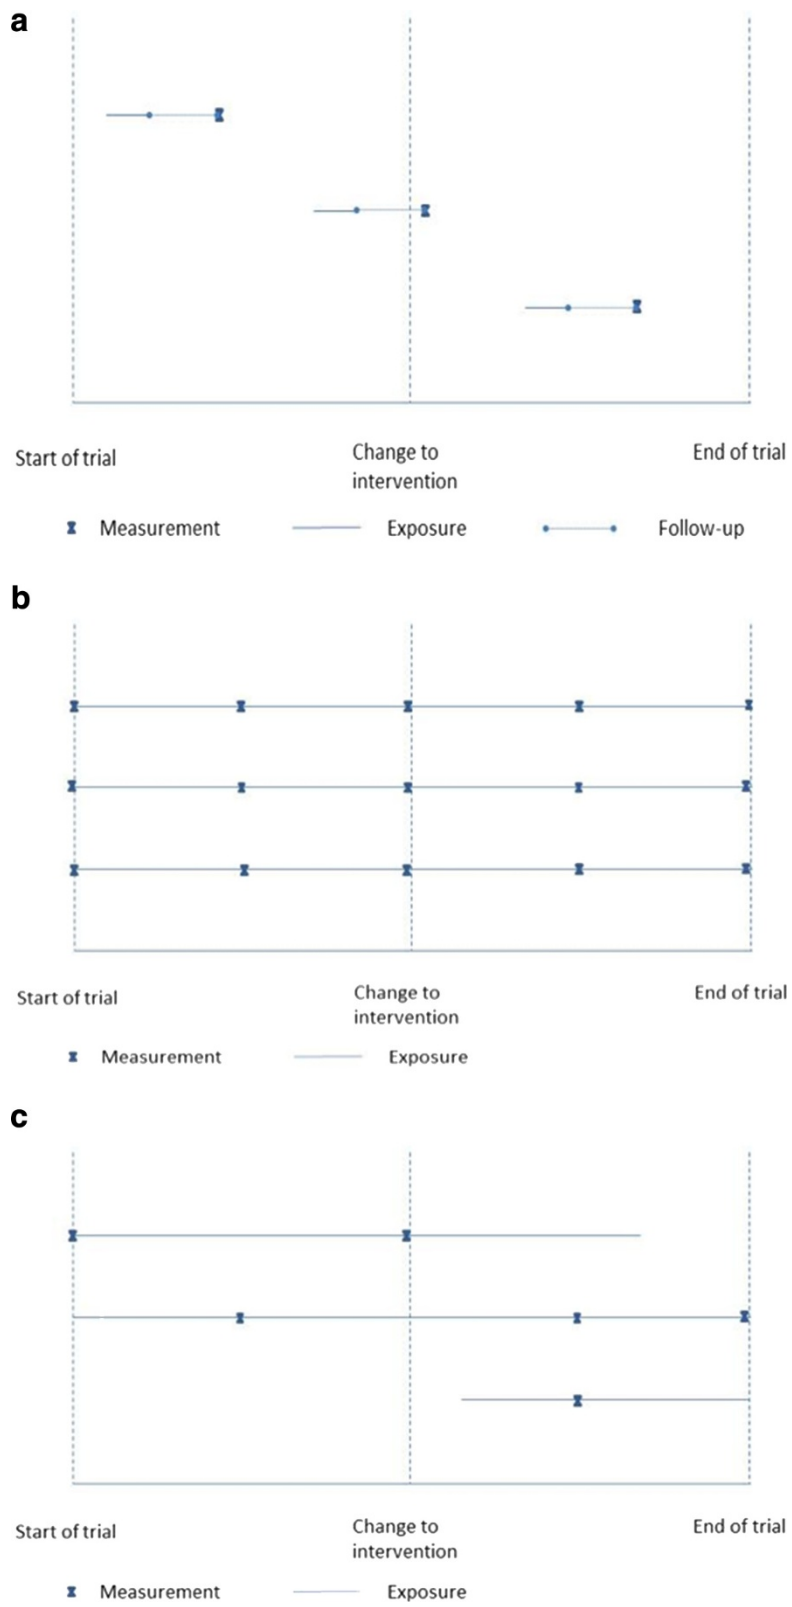 a
Start of trial
Change to
intervention
End of trial
Measurement
Exposure
Follow-up
b
Start of trial
Change to
intervention
End of trial
Measurement
Exposure
c
Start of trial
Change to
intervention
End of trial
Measurement
Exposure